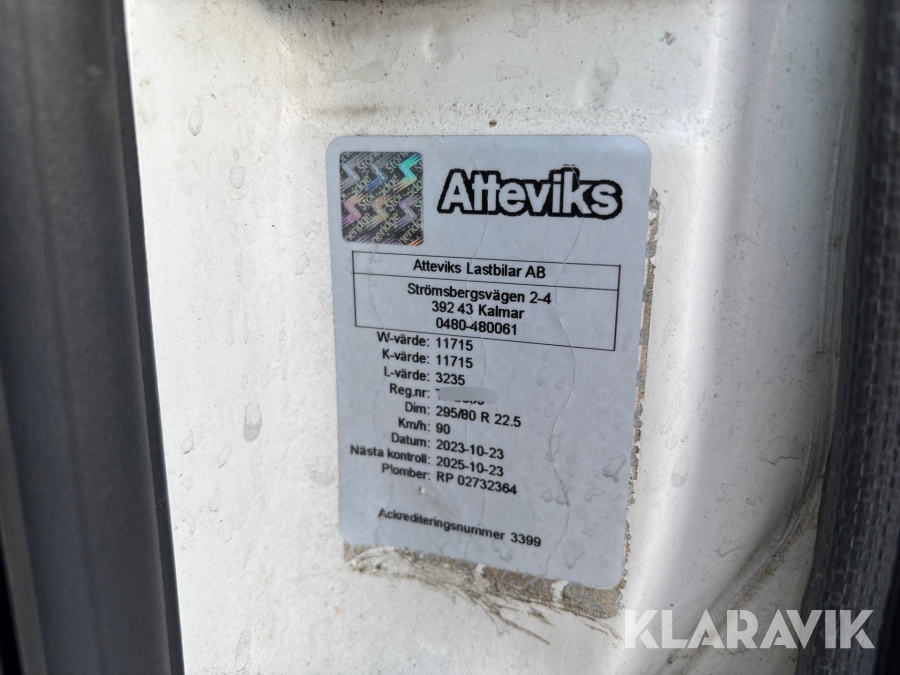 Atteviks
Atteviks Lastbilar AB
Strömsbergsvägen 2-4
392 43 Kalmar
0480-480061
W-värde: 11715
K-värde: 11715
L-värde: 3235
Reg.nr:
Dim: 295/80 R 22.5
Km/h: 90
Datum: 2023-10-23
Nästa kontroll: 2025-10-23
Plomber: RP 02732364
Ackrediteringsnummer 3399
KLARAVIK